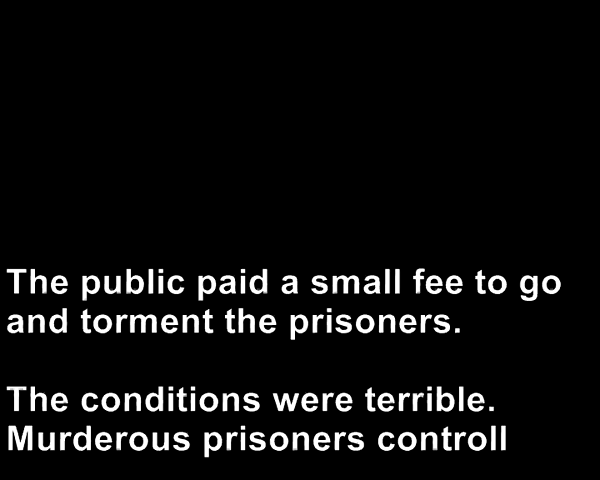 The public paid a small fee to go
and torment the prisoners.
The conditions were terrible.
Murderous prisoners controll